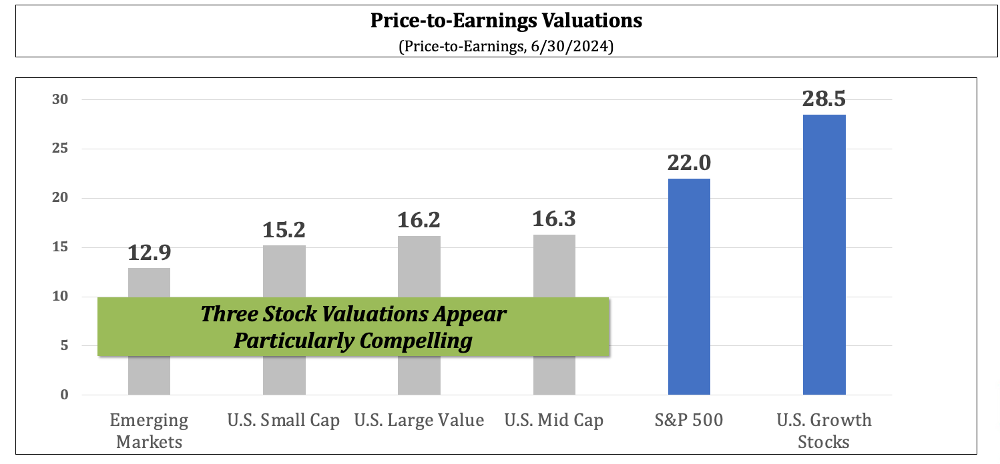 Price-to-Earnings Valuations
(Price-to-Earnings, 6/30/2024)
30
25
20
15
10
5
0
12.9
15.2
16.2
16.3
22.0
28.5
Three Stock Valuations Appear
Particularly Compelling
Emerging
Markets
U.S. Small Cap
U.S. Large Value
U.S. Mid Cap
S&P 500
U.S. Growth
Stocks